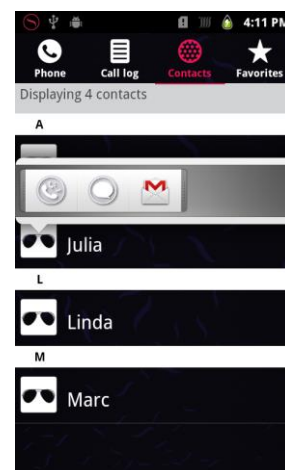 4:11 PM
Phone Call log Contacts Favorites
Displaying 4 contacts
A
Julia
L
Linda
M
Marc